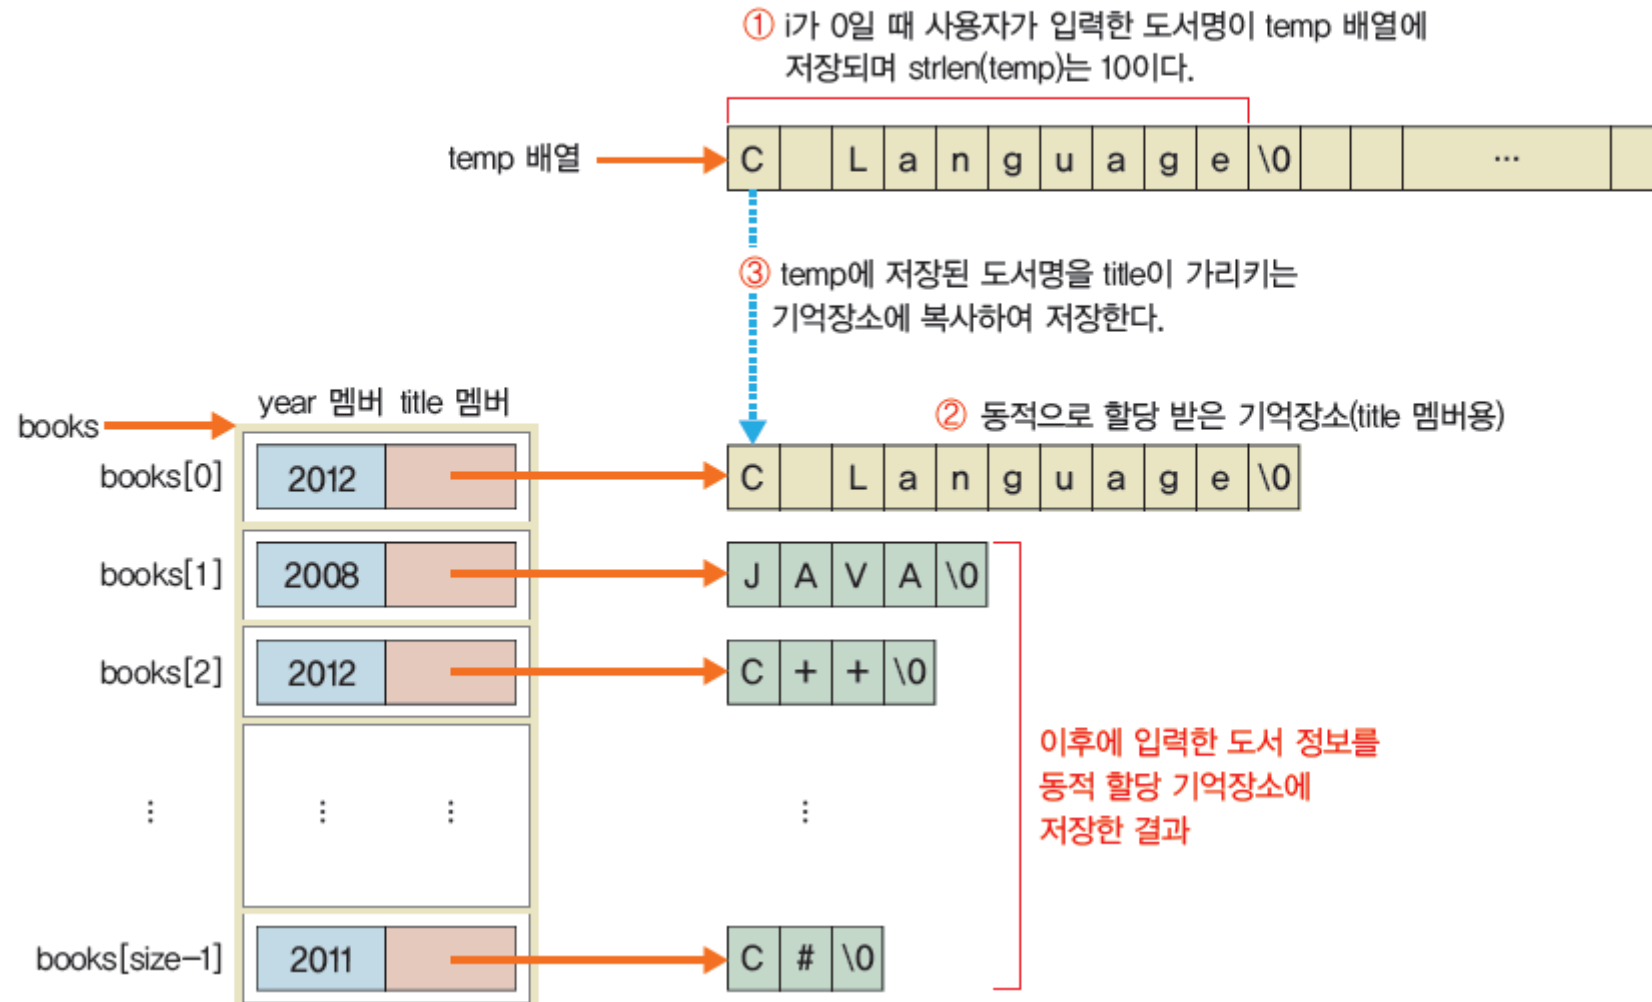 ① i가 0일 때 사용자가 입력한 도서명이 temp 배열에
저장되며 strlen(temp)는 10이다.
temp 배열 C L a n g u a g e \0 ...
③ temp에 저장된 도서명을 title이 가리키는
기억장소에 복사하여 저장한다.
year 멤버 title 멤버
② 동적으로 할당 받은 기억장소(title 멤버용)
books
books[0] 2012 C L a n g u a g e \0
books[1] 2008 J A V A \0
books[2] 2012 C + + \0
이후에 입력한 도서 정보를
동적 할당 기억장소에
저장한 결과
⋮ ⋮ ⋮ ⋮
books[size-1] 2011 C # \0